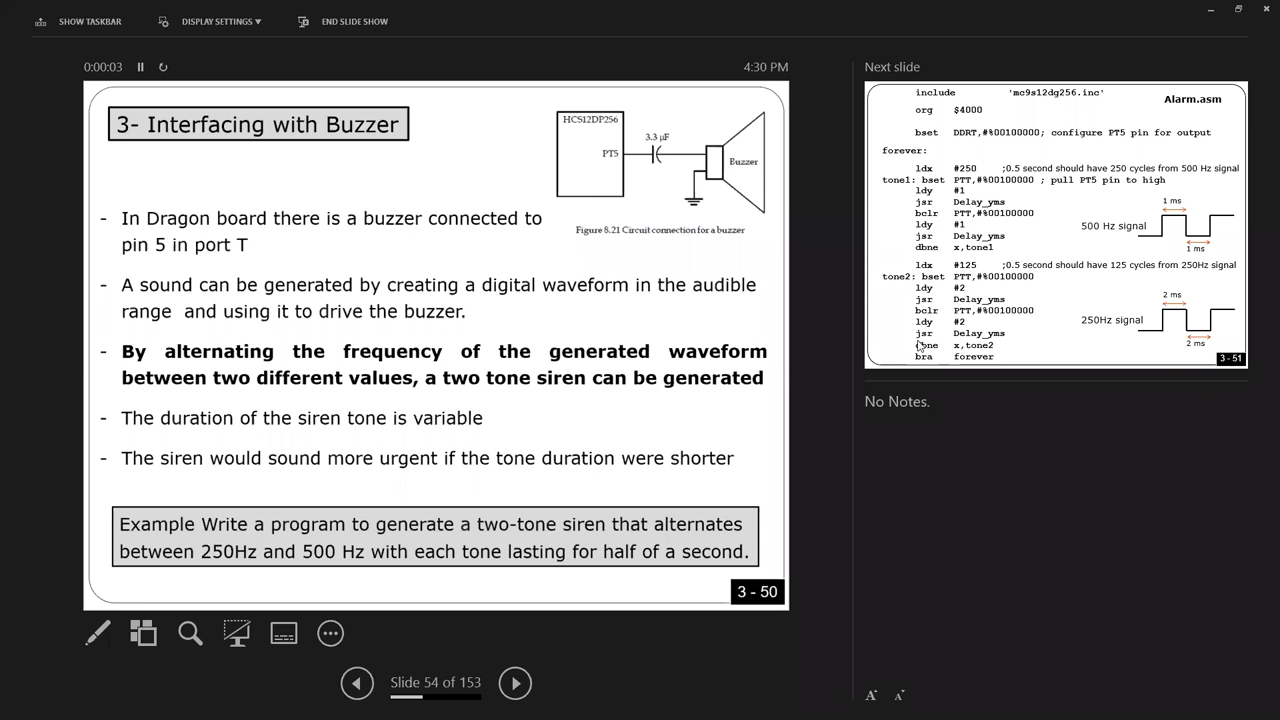 SHOW TASKBAR
DISPLAY SETTINGS ▼
END SLIDE SHOW
0:00:03
4:30 PM
3- Interfacing with Buzzer
HCS12DP256
PT5
3.3 µF
Buzzer
Figure 8.21 Circuit connection for a buzzer
- In Dragon board there is a buzzer connected to
pin 5 in port T
- A sound can be generated by creating a digital waveform in the audible
range and using it to drive the buzzer.
- By alternating the frequency of the generated waveform
between two different values, a two tone siren can be generated
- The duration of the siren tone is variable
- The siren would sound more urgent if the tone duration were shorter
Example Write a program to generate a two-tone siren that alternates
between 250Hz and 500 Hz with each tone lasting for half of a second.
3 - 50
Slide 54 of 153
Next slide
include 'mc9s12dg256.inc'
Alarm.asm
org $4000
bset DDRT,#%00100000; configure PT5 pin for output
forever:
ldx #250 ;0.5 second should have 250 cycles from 500 Hz signal
tone1: bset PTT,#%00100000 ; pull PT5 pin to high
ldy #1
jsr Delay_yms
bclr PTT,#%00100000
ldy #1
jsr Delay_yms
dbne x,tone1
500 Hz signal
1 ms
1 ms
ldx #125 ;0.5 second should have 125 cycles from 250Hz signal
tone2: bset PTT,#%00100000
ldy #2
jsr Delay_yms
bclr PTT,#%00100000
ldy #2
jsr Delay_yms
dbne x,tone2
bra forever
250Hz signal
2 ms
2 ms
3 - 51
No Notes.
A A